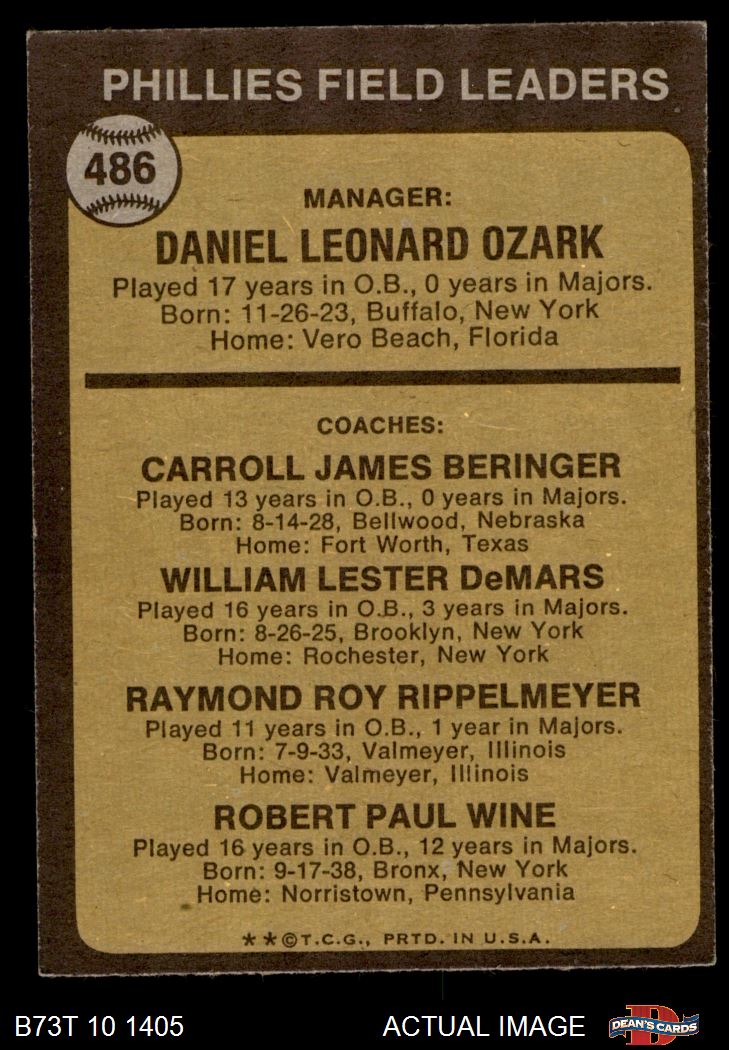 PHILLIES FIELD LEADERS
486
MANAGER:
DANIEL LEONARD OZARK
Played 17 years in O.B., 0 years in Majors.
Born: 11-26-23, Buffalo, New York
Home: Vero Beach, Florida
COACHES:
CARROLL JAMES BERINGER
Played 13 years in O.B., 0 years in Majors.
Born: 8-14-28, Bellwood, Nebraska
Home: Fort Worth, Texas
WILLIAM LESTER DeMARS
Played 16 years in O.B., 3 years in Majors.
Born: 8-26-25, Brooklyn, New York
Home: Rochester, New York
RAYMOND ROY RIPPELMEYER
Played 11 years in O.B., 1 year in Majors.
Born: 7-9-33, Valmeyer, Illinois
Home: Valmeyer, Illinois
ROBERT PAUL WINE
Played 16 years in O.B., 12 years in Majors.
Born: 9-17-38, Bronx, New York
Home: Norristown, Pennsylvania
**©T.C.G., PRTD. IN U.S.A.
B73T 10 1405 ACTUAL IMAGE D DEAN'S CARDS